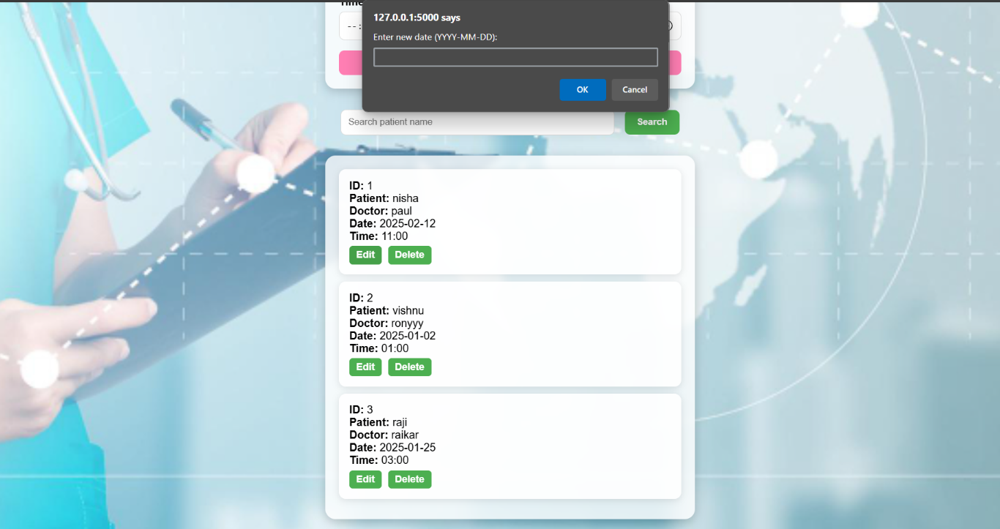 Time
127.0.0.1:5000 says
Enter new date (YYYY-MM-DD):
-- :
OK
Cancel
Search patient name
Search
ID: 1
Patient: nisha
Doctor: paul
Date: 2025-02-12
Time: 11:00
Edit
Delete
ID: 2
Patient: vishnu
Doctor: ronyyy
Date: 2025-01-02
Time: 01:00
Edit
Delete
ID: 3
Patient: raji
Doctor: raikar
Date: 2025-01-25
Time: 03:00
Edit
Delete